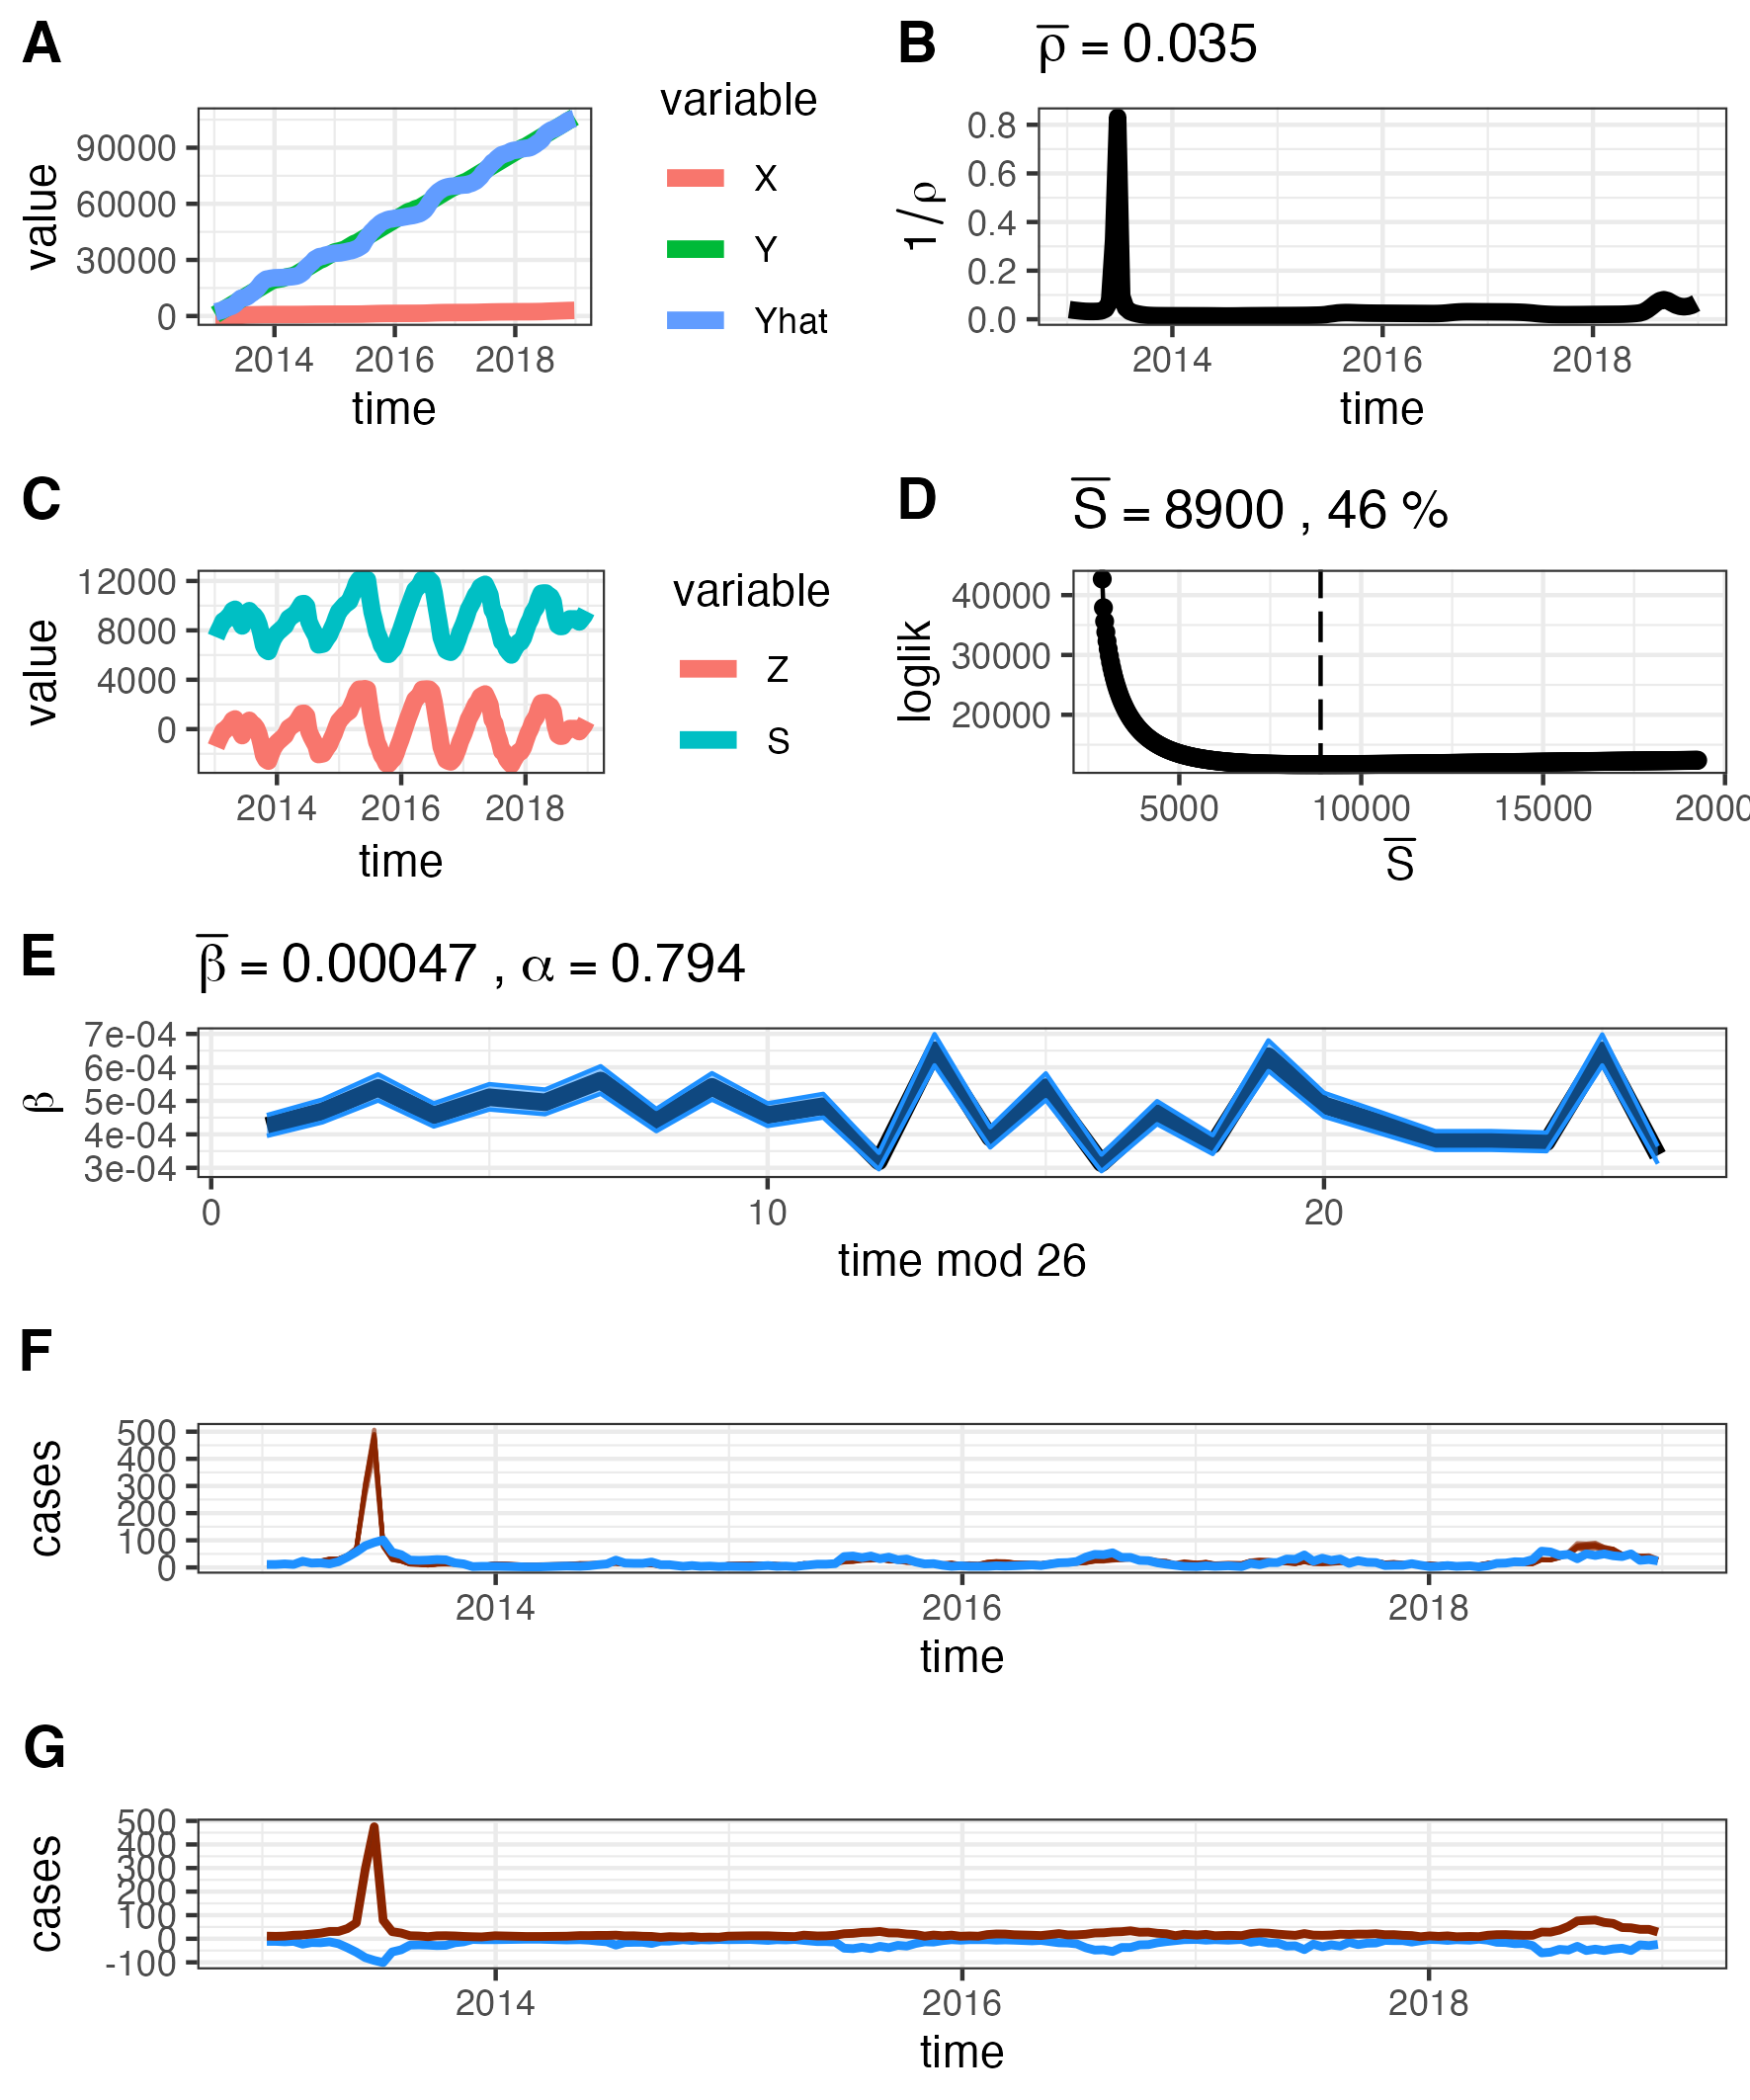 A
value
90000
60000
30000
0
2014 2016 2018
time
variable
X
Y
Yhat
B
ρ̅ = 0.035
1/ρ
0.8
0.6
0.4
0.2
0.0
2014 2016 2018
time
C
value
12000
8000
4000
0
2014 2016 2018
time
variable
Z
S
D
S̅ = 8900 , 46 %
loglik
40000
30000
20000
5000 10000 15000 2000
S̅
E
β̅ = 0.00047 , α = 0.794
β
7e-04
6e-04
5e-04
4e-04
3e-04
0 10 20
time mod 26
F
cases
500
400
300
200
100
0
2014 2016 2018
time
G
cases
500
400
300
200
100
0
-100
2014 2016 2018
time